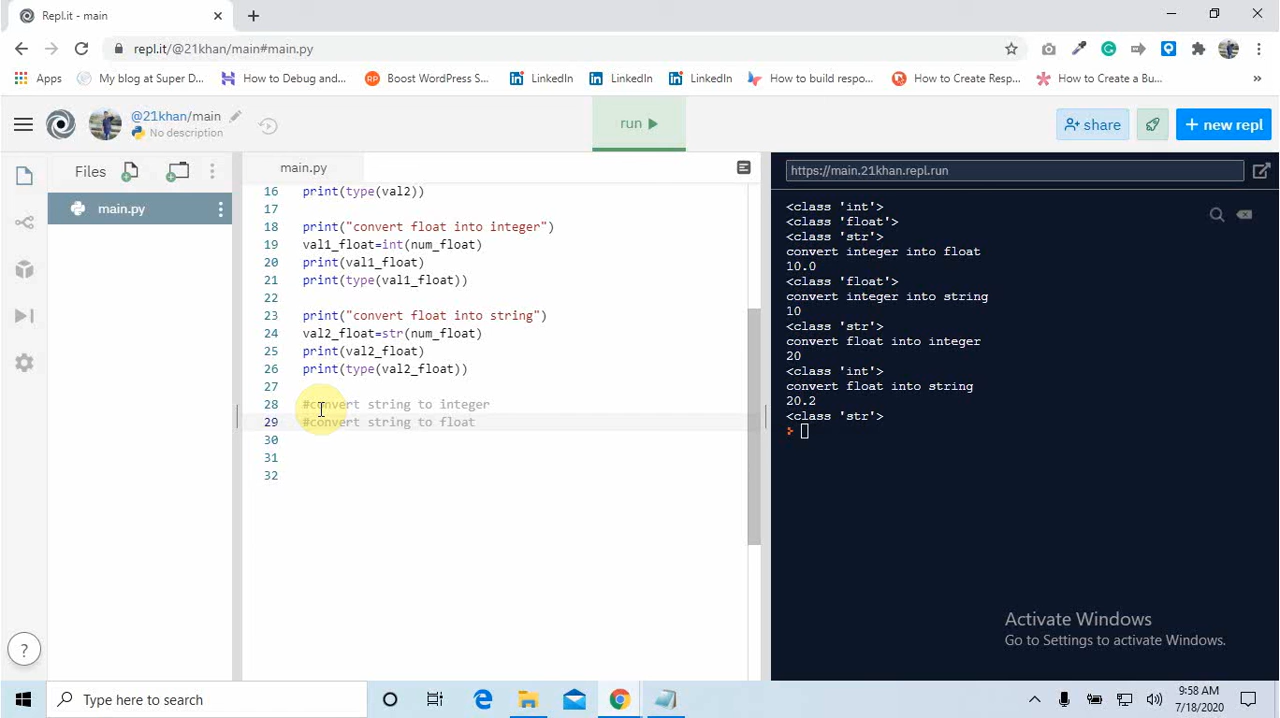 Repl.it - main
repl.it/@21khan/main#main.py
Apps
My blog at Super D...
How to Debug and...
RP
Boost WordPress S...
LinkedIn
LinkedIn
LinkedIn
How to build respo...
How to Create Resp...
How to Create a Bu...
»
@21khan/main
No description
run
share
+ new repl
Files
main.py
main.py
16 print(type(val2))
17
18 print("convert float into integer")
19 val1_float=int(num_float)
20 print(val1_float)
21 print(type(val1_float))
22
23 print("convert float into string")
24 val2_float=str(num_float)
25 print(val2_float)
26 print(type(val2_float))
27
28 #convert string to integer
29 #convert string to float
30
31
32
https://main.21khan.repl.run
<class 'int'>
<class 'float'>
<class 'str'>
convert integer into float
10.0
<class 'float'>
convert integer into string
10
<class 'str'>
convert float into integer
20
<class 'int'>
convert float into string
20.2
<class 'str'>
Activate Windows
Go to Settings to activate Windows.
?
Type here to search
9:58 AM
7/18/2020